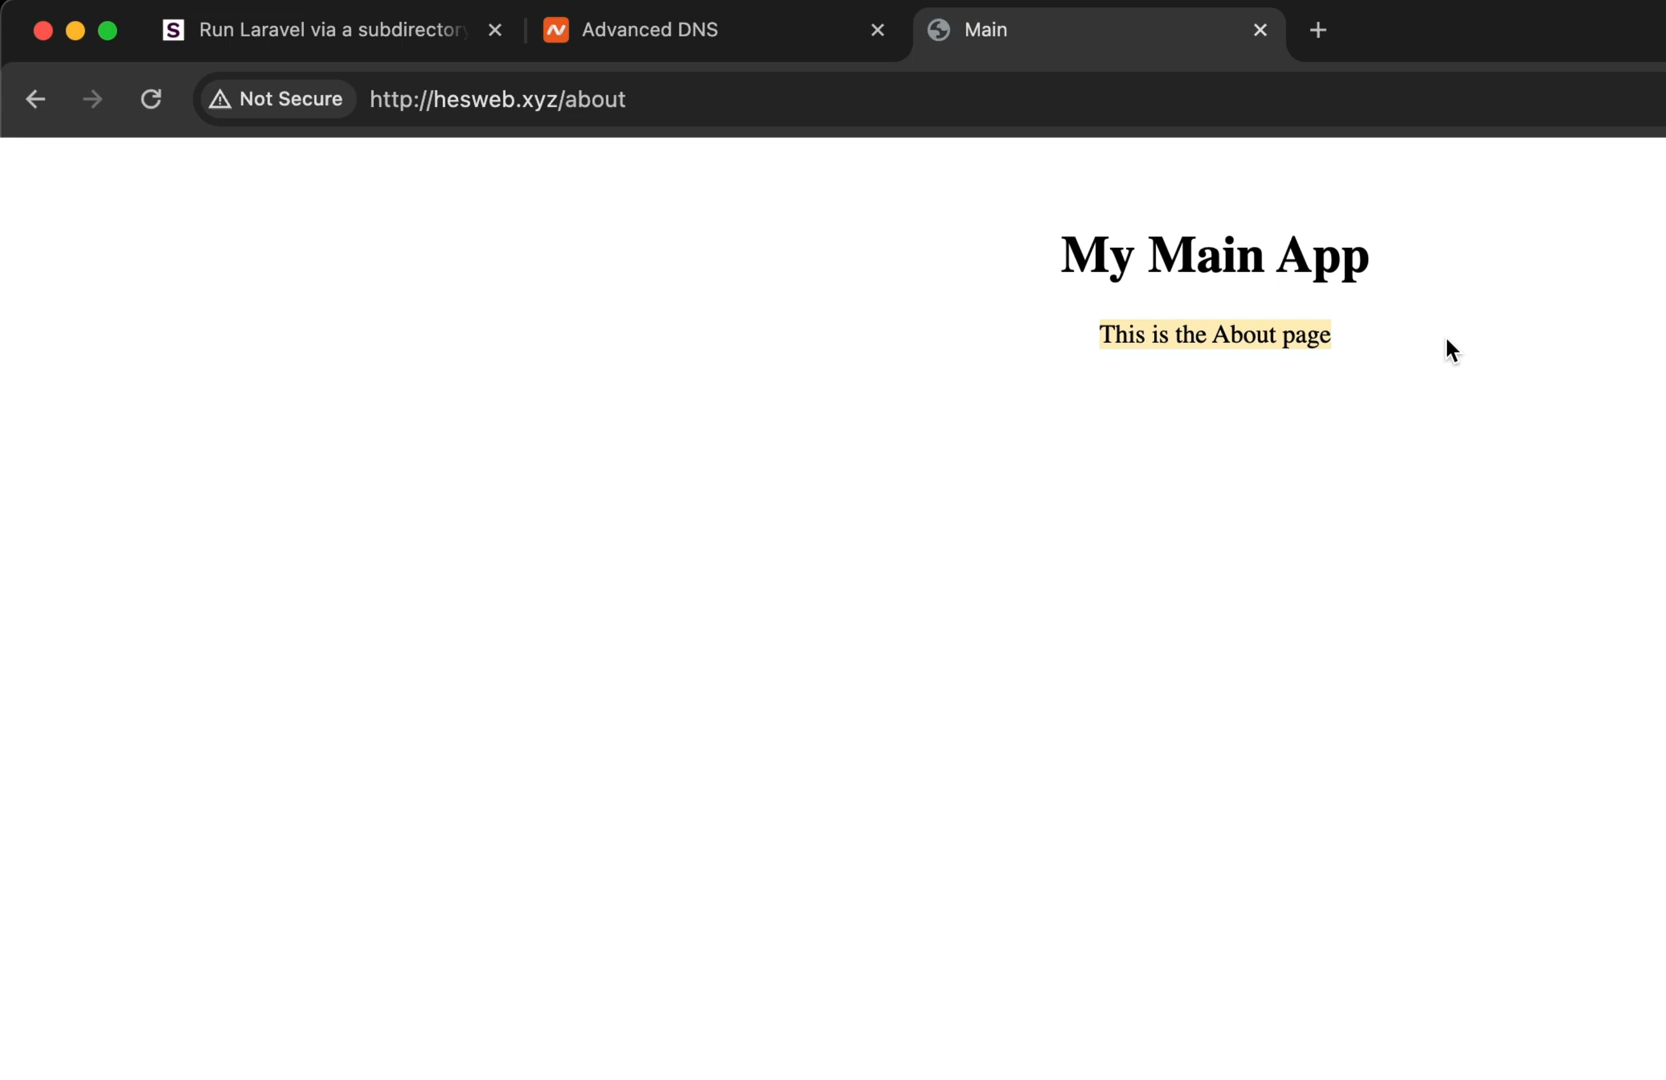 Run Laravel via a subdirectory
Advanced DNS
Main
Not Secure
http://hesweb.xyz/about
My Main App
This is the About page